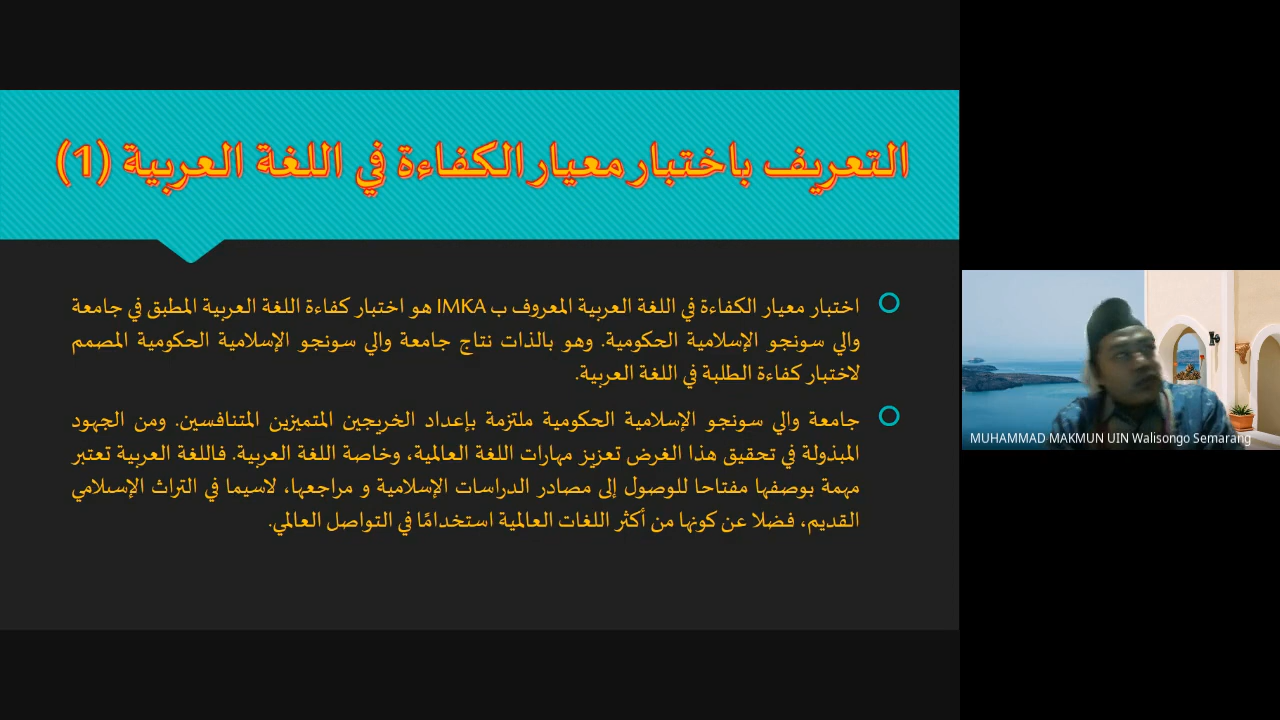 التعريف باختبار معيار الكفاءة في اللغة العربية (1)
اختبار معيار الكفاءة في اللغة العربية المعروف ب IMKA هو اختبار كفاءة اللغة العربية المطبق في جامعة
والي سونجو الإسلامية الحكومية. وهو بالذات نتاج جامعة والي سونجو الإسلامية الحكومية المصمم
لاختبار كفاءة الطلبة في اللغة العربية.
جامعة والي سونجو الإسلامية الحكومية ملتزمة بإعداد الخريجين المتميزين المتنافسين. ومن الجهود
المبذولة في تحقيق هذا الغرض تعزيز مهارات اللغة العالمية، وخاصة اللغة العربية. فاللغة العربية تعتبر
مهمة بوصفها مفتاحا للوصول إلى مصادر الدراسات الإسلامية و مراجعها، لاسيما في التراث الإسلامي
القديم، فضلا عن كونها من أكثر اللغات العالمية استخدامًا في التواصل العالمي.
MUHAMMAD MAKMUN UIN Walisongo Semarang